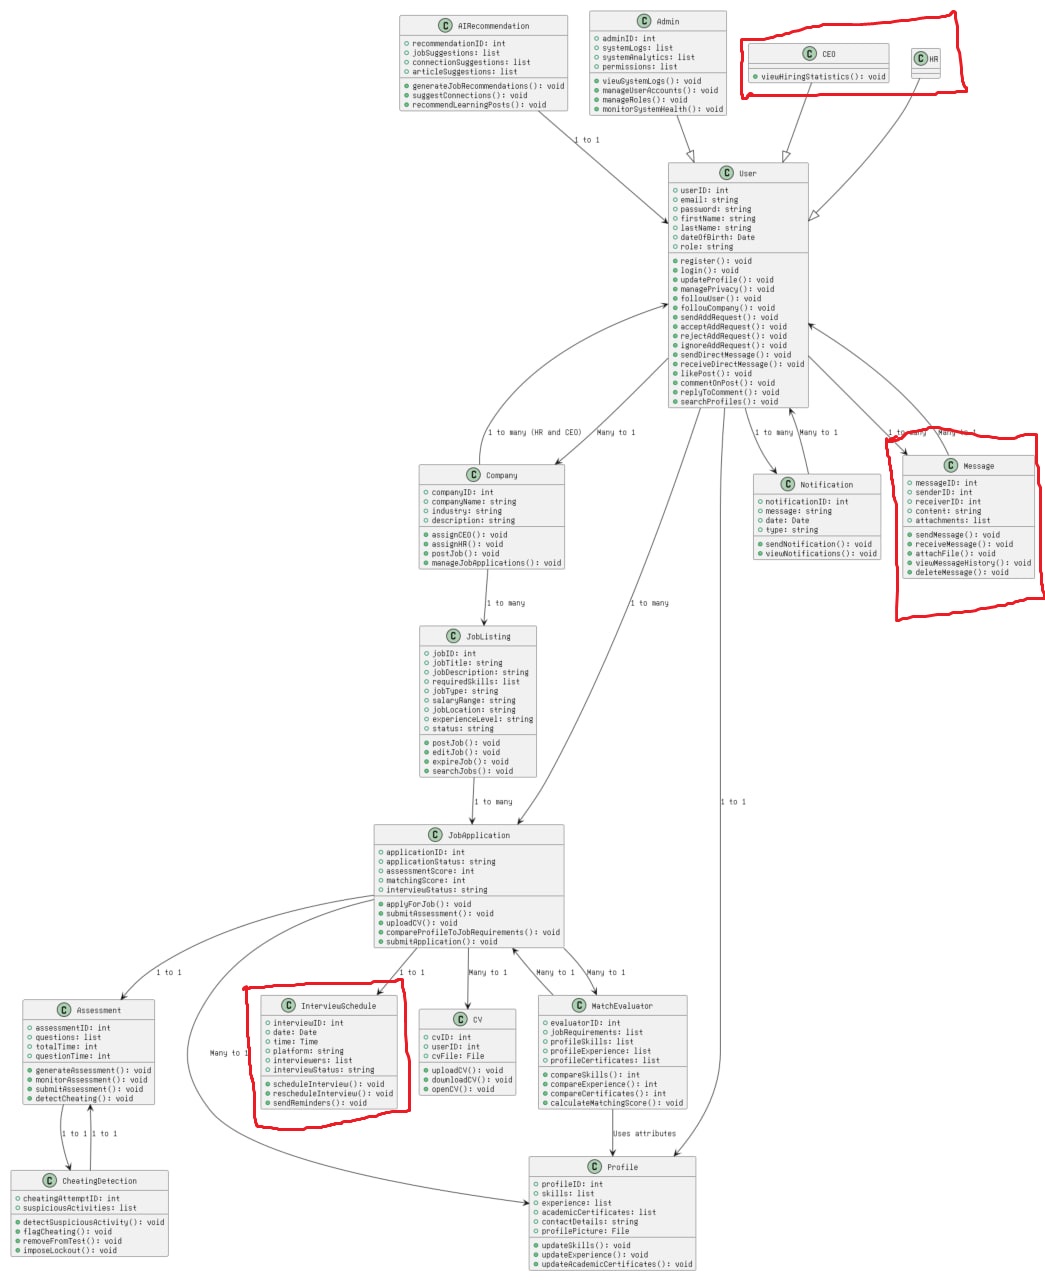 C AIRecommendation
recommendationID: int
jobSuggestions: list
connectionSuggestions: list
articleSuggestions: list
generateJobRecommendations(): void
suggestConnections(): void
recommendLearningPosts(): void
C Admin
adminID: int
systemLogs: list
systemAnalytics: list
permissions: list
viewSystemLogs(): void
manageUserAccounts(): void
manageRoles(): void
monitorSystemHealth(): void
C CEO
viewHiringStatistics(): void
C HR
1 to 1
C User
userID: int
email: string
password: string
firstName: string
lastName: string
dateOfBirth: Date
role: string
register(): void
login(): void
updateProfile(): void
managePrivacy(): void
followUser(): void
followCompany(): void
sendAddRequest(): void
acceptAddRequest(): void
rejectAddRequest(): void
ignoreAddRequest(): void
sendDirectMessage(): void
receiveDirectMessage(): void
likePost(): void
commentOnPost(): void
replyToComment(): void
searchProfiles(): void
1 to many (HR and CEO)
Many to 1
1 to many
Many to 1
1 to many
Many to 1
C Company
companyID: int
companyName: string
industry: string
description: string
assignCEO(): void
assignHR(): void
postJob(): void
manageJobApplications(): void
C Notification
notificationID: int
message: string
date: Date
type: string
sendNotification(): void
viewNotifications(): void
C Message
messageID: int
senderID: int
receiverID: int
content: string
attachments: list
sendMessage(): void
receiveMessage(): void
attachFile(): void
viewMessageHistory(): void
deleteMessage(): void
1 to many
1 to many
C JobListing
jobID: int
jobTitle: string
jobDescription: string
requiredSkills: list
jobType: string
salaryRange: string
jobLocation: string
experienceLevel: string
status: string
postJob(): void
editJob(): void
expireJob(): void
searchJobs(): void
1 to many
1 to 1
C JobApplication
applicationID: int
applicationStatus: string
assessmentScore: int
matchingScore: int
interviewStatus: string
applyForJob(): void
submitAssessment(): void
uploadCV(): void
compareProfileToJobRequirements(): void
submitApplication(): void
1 to 1
1 to 1
Many to 1
Many to 1
Many to 1
C Assessment
assessmentID: int
questions: list
totalTime: int
questionTime: int
generateAssessment(): void
monitorAssessment(): void
submitAssessment(): void
detectCheating(): void
Many to 1
C InterviewSchedule
interviewID: int
date: Date
time: Time
platform: string
interviewers: list
interviewStatus: string
scheduleInterview(): void
rescheduleInterview(): void
sendReminders(): void
C CV
cvID: int
userID: int
cvFile: File
uploadCV(): void
downloadCV(): void
openCV(): void
C MatchEvaluator
evaluatorID: int
jobRequirements: list
profileSkills: list
profileExperience: list
profileCertificates: list
compareSkills(): int
compareExperience(): int
compareCertificates(): int
calculateMatchingScore(): void
1 to 1
1 to 1
Uses attributes
C CheatingDetection
cheatingAttemptID: int
suspiciousActivities: list
detectSuspiciousActivity(): void
flagCheating(): void
removeFromTest(): void
imposeLockout(): void
C Profile
profileID: int
skills: list
experience: list
academicCertificates: list
contactDetails: string
profilePicture: File
updateSkills(): void
updateExperience(): void
updateAcademicCertificates(): void